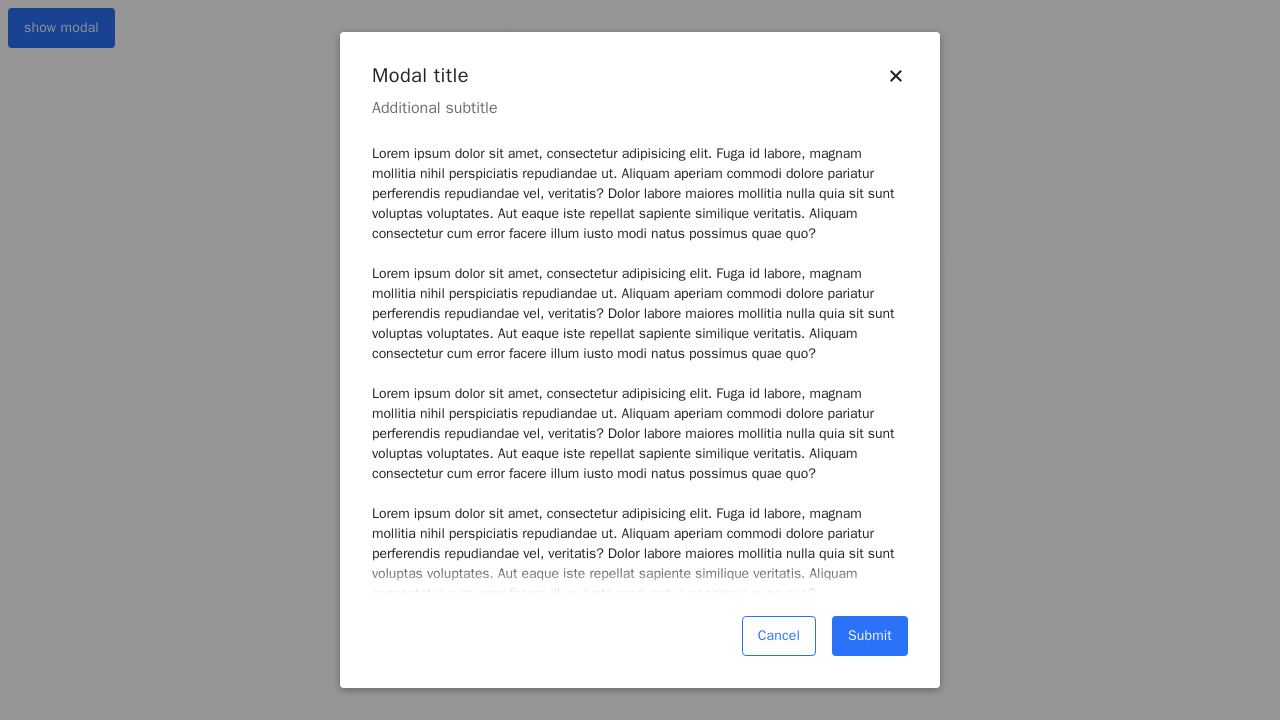 show modal
Modal title
Additional subtitle
Lorem ipsum dolor sit amet, consectetur adipisicing elit. Fuga id labore, magnam
mollitia nihil perspiciatis repudiandae ut. Aliquam aperiam commodi dolore pariatur
perferendis repudiandae vel, veritatis? Dolor labore maiores mollitia nulla quia sit sunt
voluptas voluptates. Aut eaque iste repellat sapiente similique veritatis. Aliquam
consectetur cum error facere illum iusto modi natus possimus quae quo?
Lorem ipsum dolor sit amet, consectetur adipisicing elit. Fuga id labore, magnam
mollitia nihil perspiciatis repudiandae ut. Aliquam aperiam commodi dolore pariatur
perferendis repudiandae vel, veritatis? Dolor labore maiores mollitia nulla quia sit sunt
voluptas voluptates. Aut eaque iste repellat sapiente similique veritatis. Aliquam
consectetur cum error facere illum iusto modi natus possimus quae quo?
Lorem ipsum dolor sit amet, consectetur adipisicing elit. Fuga id labore, magnam
mollitia nihil perspiciatis repudiandae ut. Aliquam aperiam commodi dolore pariatur
perferendis repudiandae vel, veritatis? Dolor labore maiores mollitia nulla quia sit sunt
voluptas voluptates. Aut eaque iste repellat sapiente similique veritatis. Aliquam
consectetur cum error facere illum iusto modi natus possimus quae quo?
Lorem ipsum dolor sit amet, consectetur adipisicing elit. Fuga id labore, magnam
mollitia nihil perspiciatis repudiandae ut. Aliquam aperiam commodi dolore pariatur
perferendis repudiandae vel, veritatis? Dolor labore maiores mollitia nulla quia sit sunt
voluptas voluptates. Aut eaque iste repellat sapiente similique veritatis. Aliquam
consectetur cum error facere illum iusto modi natus possimus quae quo?
Cancel
Submit